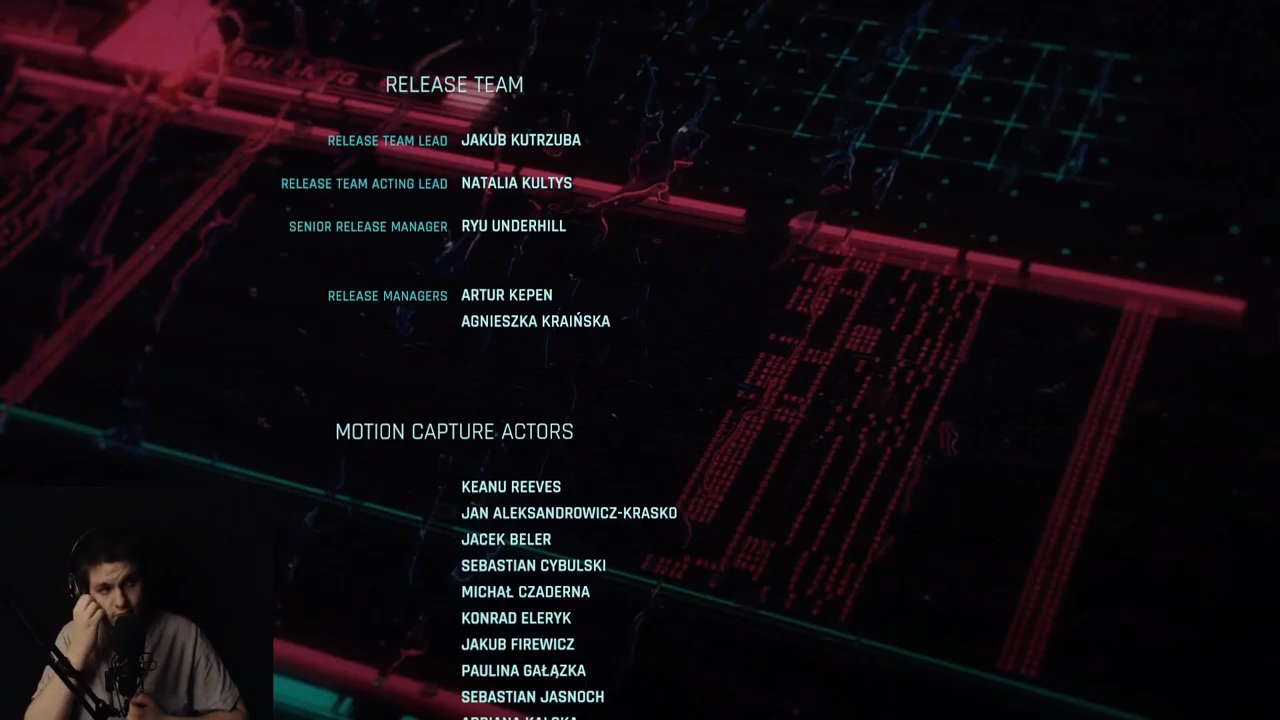 RELEASE TEAM
RELEASE TEAM LEAD JAKUB KUTRZUBA
RELEASE TEAM ACTING LEAD NATALIA KULTYS
SENIOR RELEASE MANAGER RYU UNDERHILL
RELEASE MANAGERS ARTUR KEPEN
AGNIESZKA KRAIŃSKA
MOTION CAPTURE ACTORS
KEANU REEVES
JAN ALEKSANDROWICZ-KRASKO
JACEK BELER
SEBASTIAN CYBULSKI
MICHAŁ CZADERNA
KONRAD ELERYK
JAKUB FIREWICZ
PAULINA GAŁĄZKA
SEBASTIAN JASNOCH